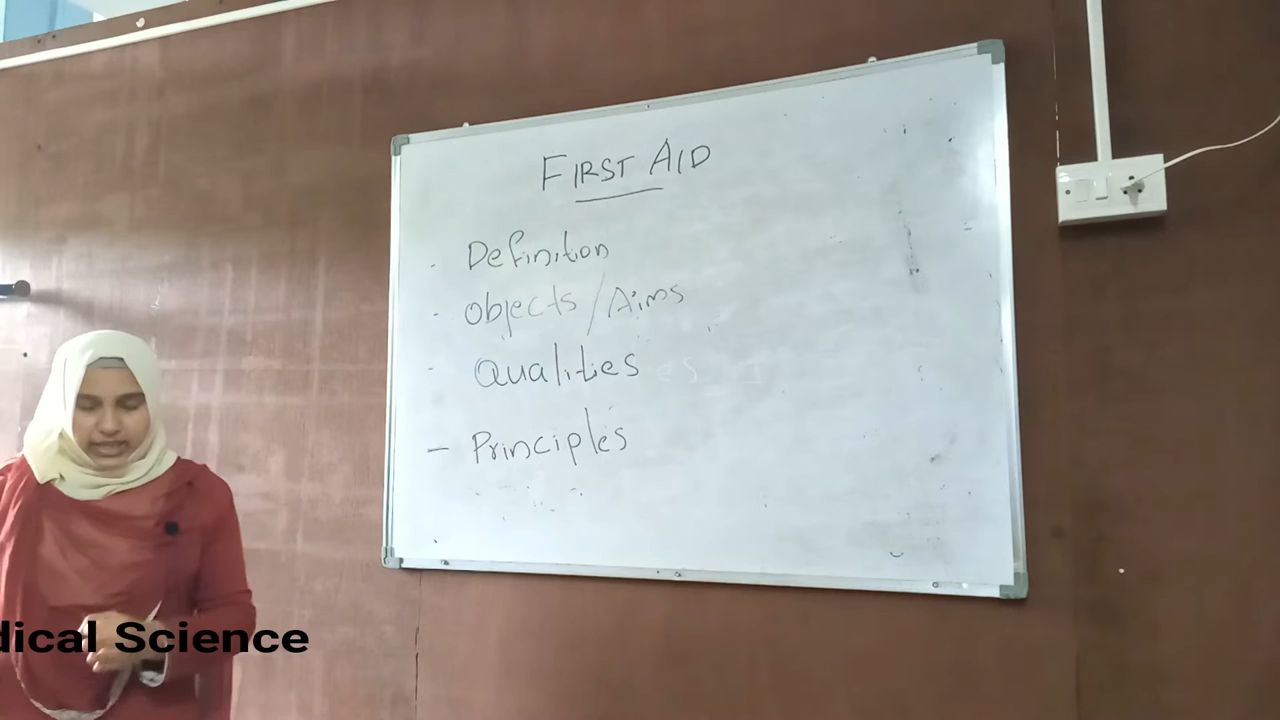 FIRST AID
- Definition
- Objects / Aims
- Qualities
- Principles
dical Science